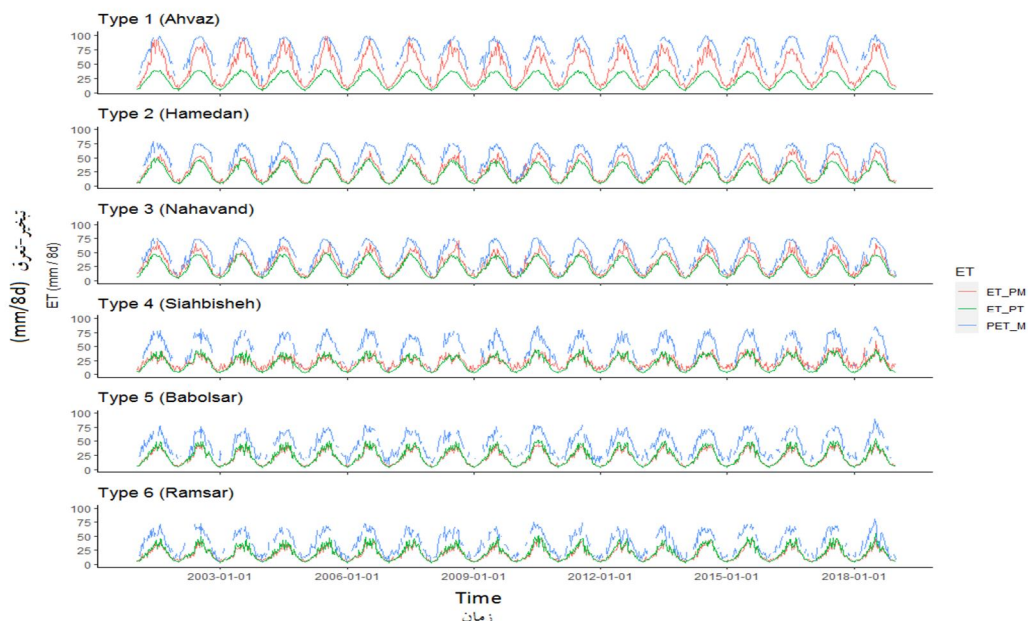 Type 1 (Ahvaz)
100
75
50
25
0
Type 2 (Hamedan)
100
75
50
25
0
Type 3 (Nahavand)
100
75
50
25
0
Type 4 (Siahbisheh)
100
75
50
25
0
Type 5 (Babolsar)
100
75
50
25
0
Type 6 (Ramsar)
100
75
50
25
0
تبخیر-تعرق (mm/8d)
ET (mm / 8d)
2003-01-01 2006-01-01 2009-01-01 2012-01-01 2015-01-01 2018-01-01
Time
زمان
ET
ET_PM
ET_PT
PET_M